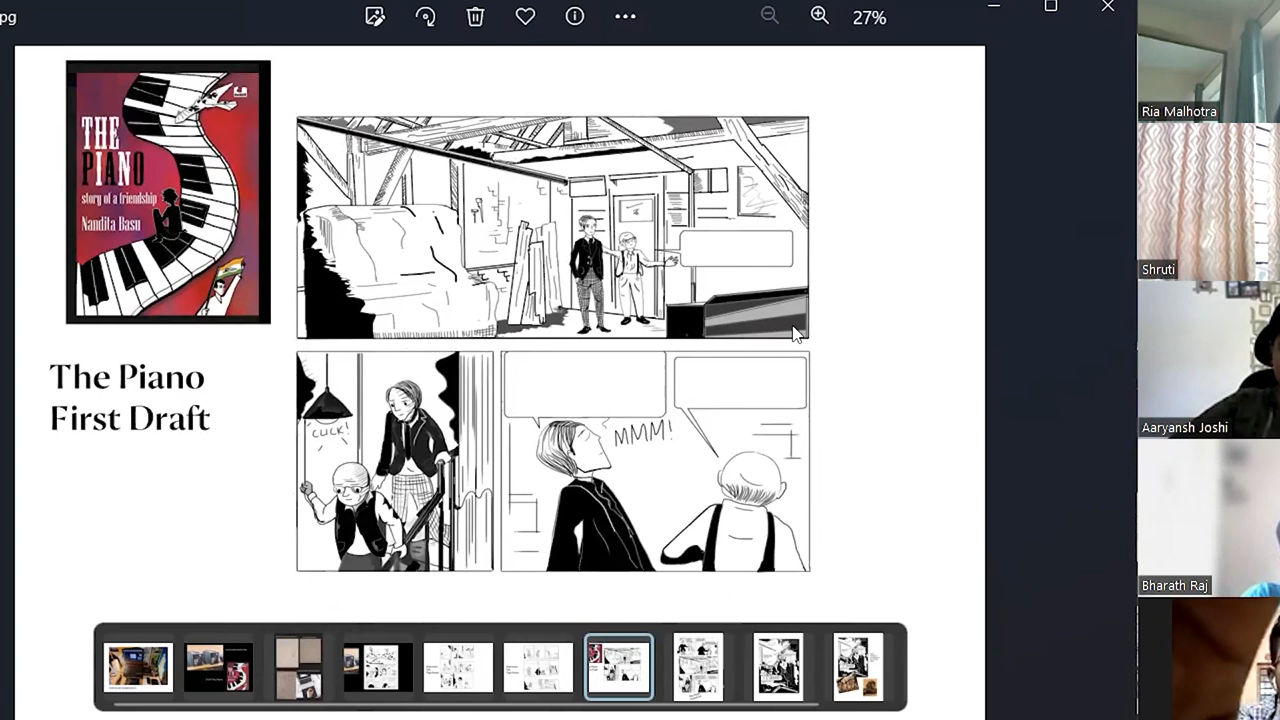 pg
27%
THE
PIANO
story of a friendship
Nandita Basu
The Piano
First Draft
CLICK!
MMM!
Ria Malhotra
Shruti
Aaryansh Joshi
Bharath Raj